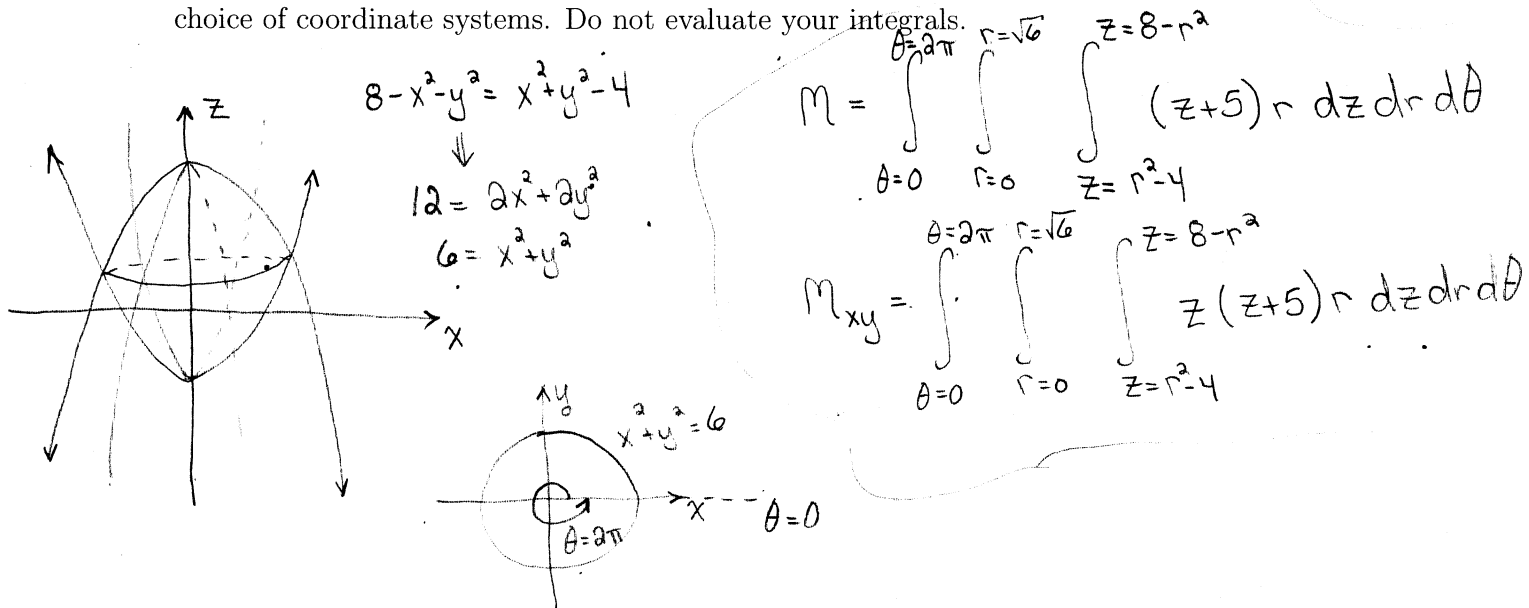 choice of coordinate systems. Do not evaluate your integrals.
z
x
8-x²-y² = x²+y²-4
⇓
12 = 2x²+2y²
6 = x²+y²
y
x²+y²=6
x
θ=0
θ=2π
θ=2π r=√6 z=8-r²
M = ∫ ∫ ∫ (z+5) r dz dr dθ
θ=0 r=0 z=r²-4
θ=2π r=√6 z=8-r²
Mxy = ∫ ∫ ∫ z(z+5) r dz dr dθ
θ=0 r=0 z=r²-4